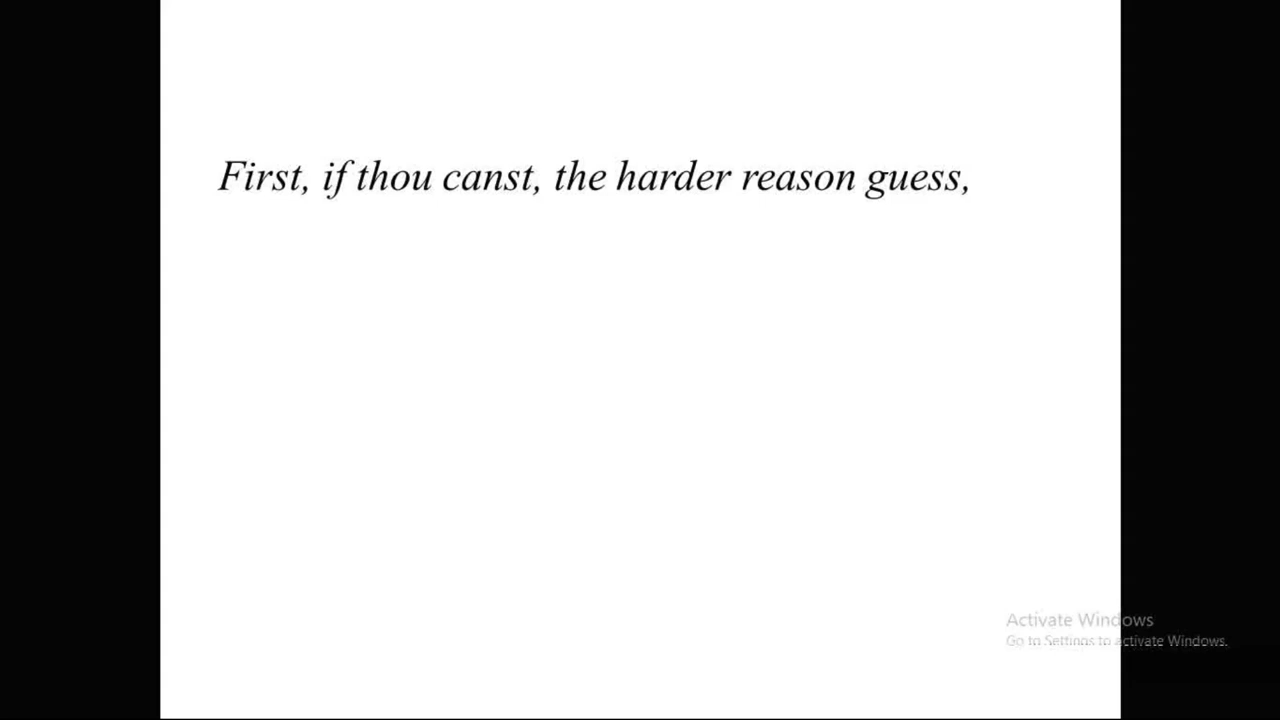 First, if thou canst, the harder reason guess,
Activate Windows
Go to Settings to activate Windows.